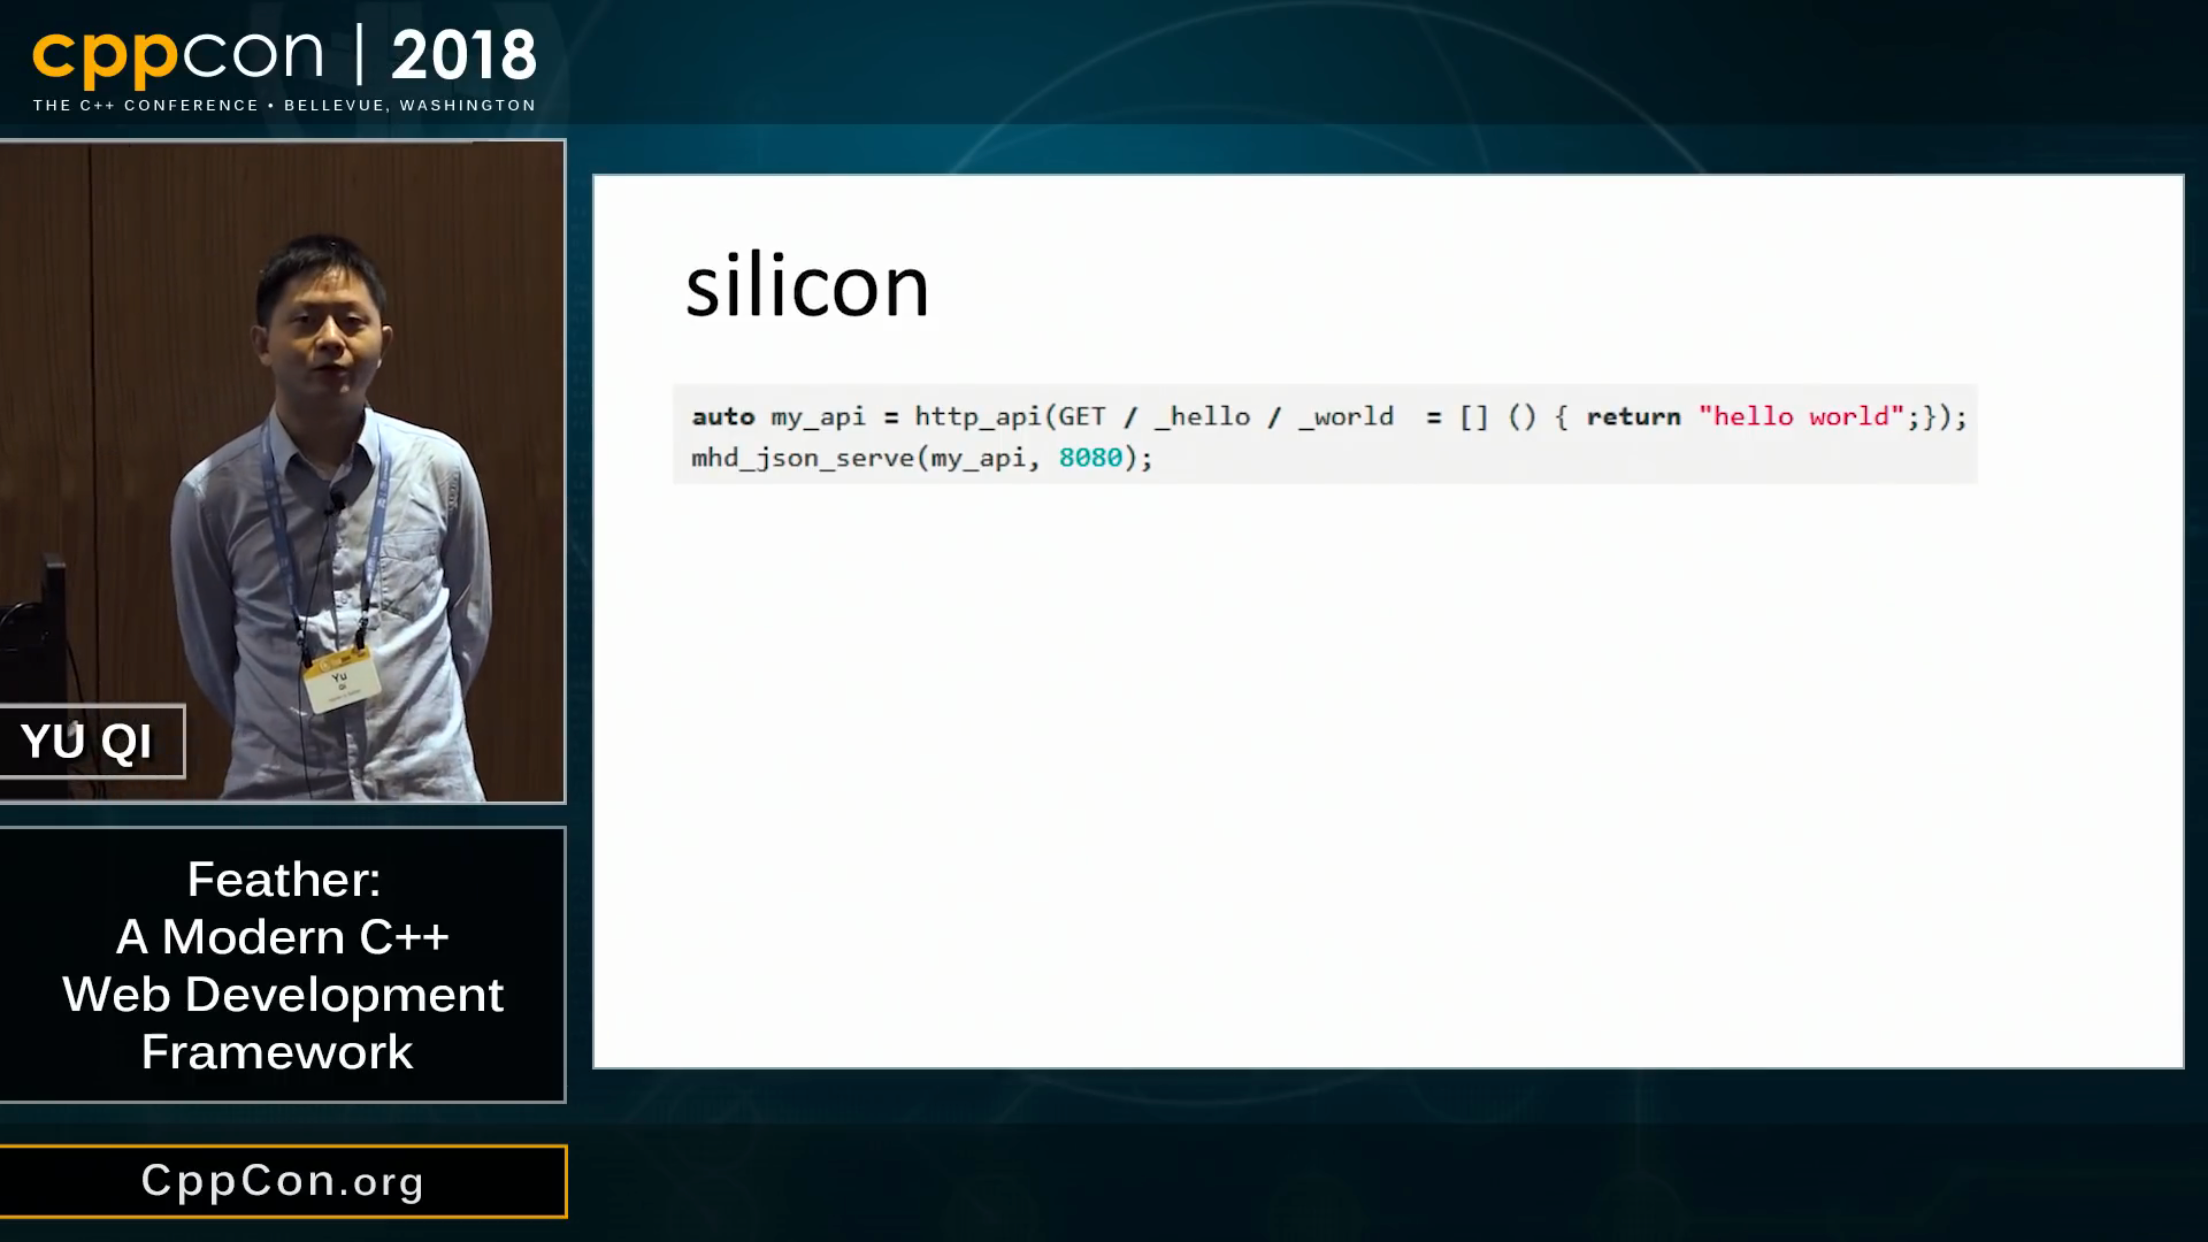 cppcon | 2018
THE C++ CONFERENCE • BELLEVUE, WASHINGTON
silicon
auto my_api = http_api(GET / _hello / _world  = [] () { return "hello world";});
mhd_json_serve(my_api, 8080);
Yu
Qi
YU QI
Feather:
A Modern C++
Web Development
Framework
CppCon.org